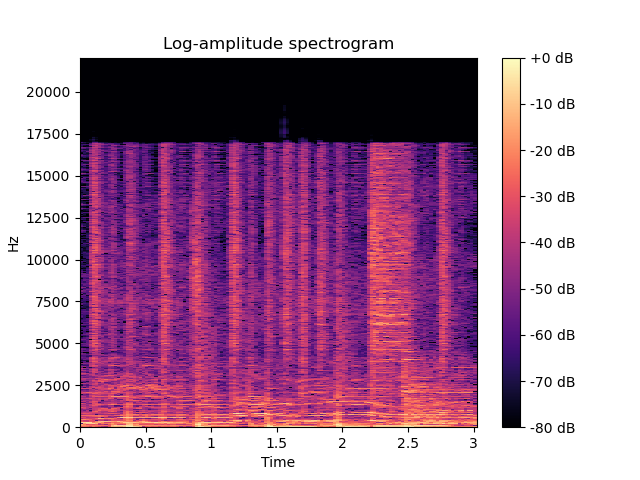 Log-amplitude spectrogram
Hz
20000
17500
15000
12500
10000
7500
5000
2500
0
0 0.5 1 1.5 2 2.5 3
Time
+0 dB
-10 dB
-20 dB
-30 dB
-40 dB
-50 dB
-60 dB
-70 dB
-80 dB